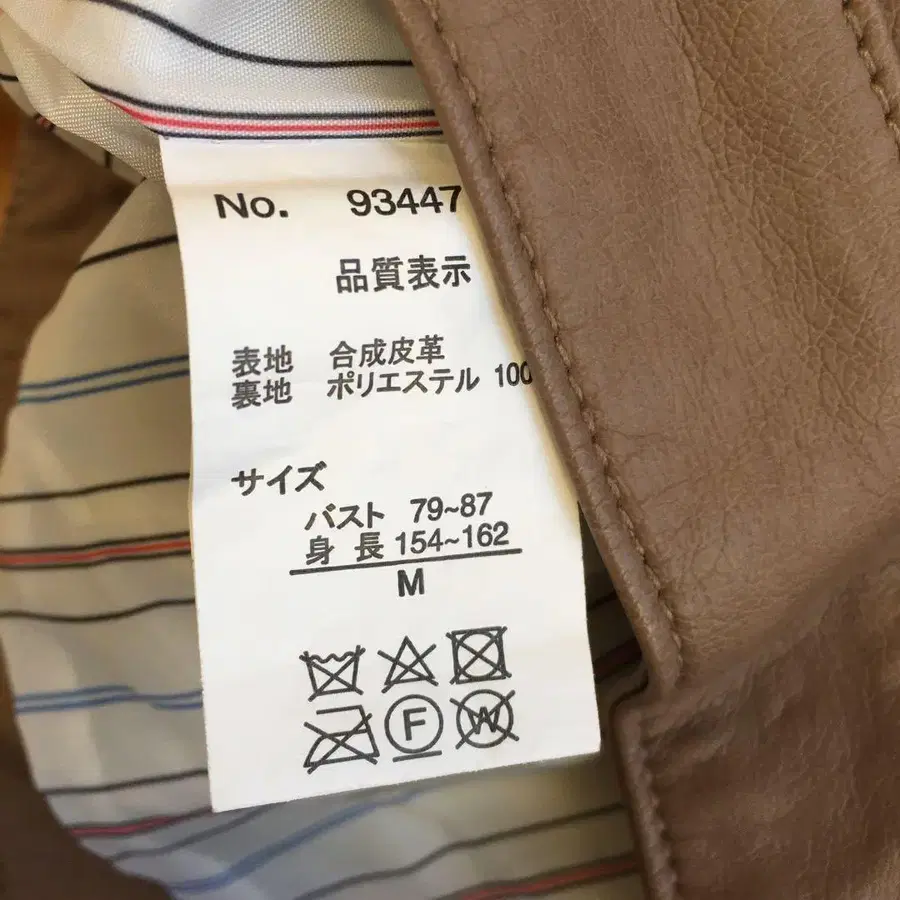 No. 93447
品質表示
表地 合成皮革
裏地 ポリエステル 100
サイズ
バスト 79~87
身 長 154~162
M
F W